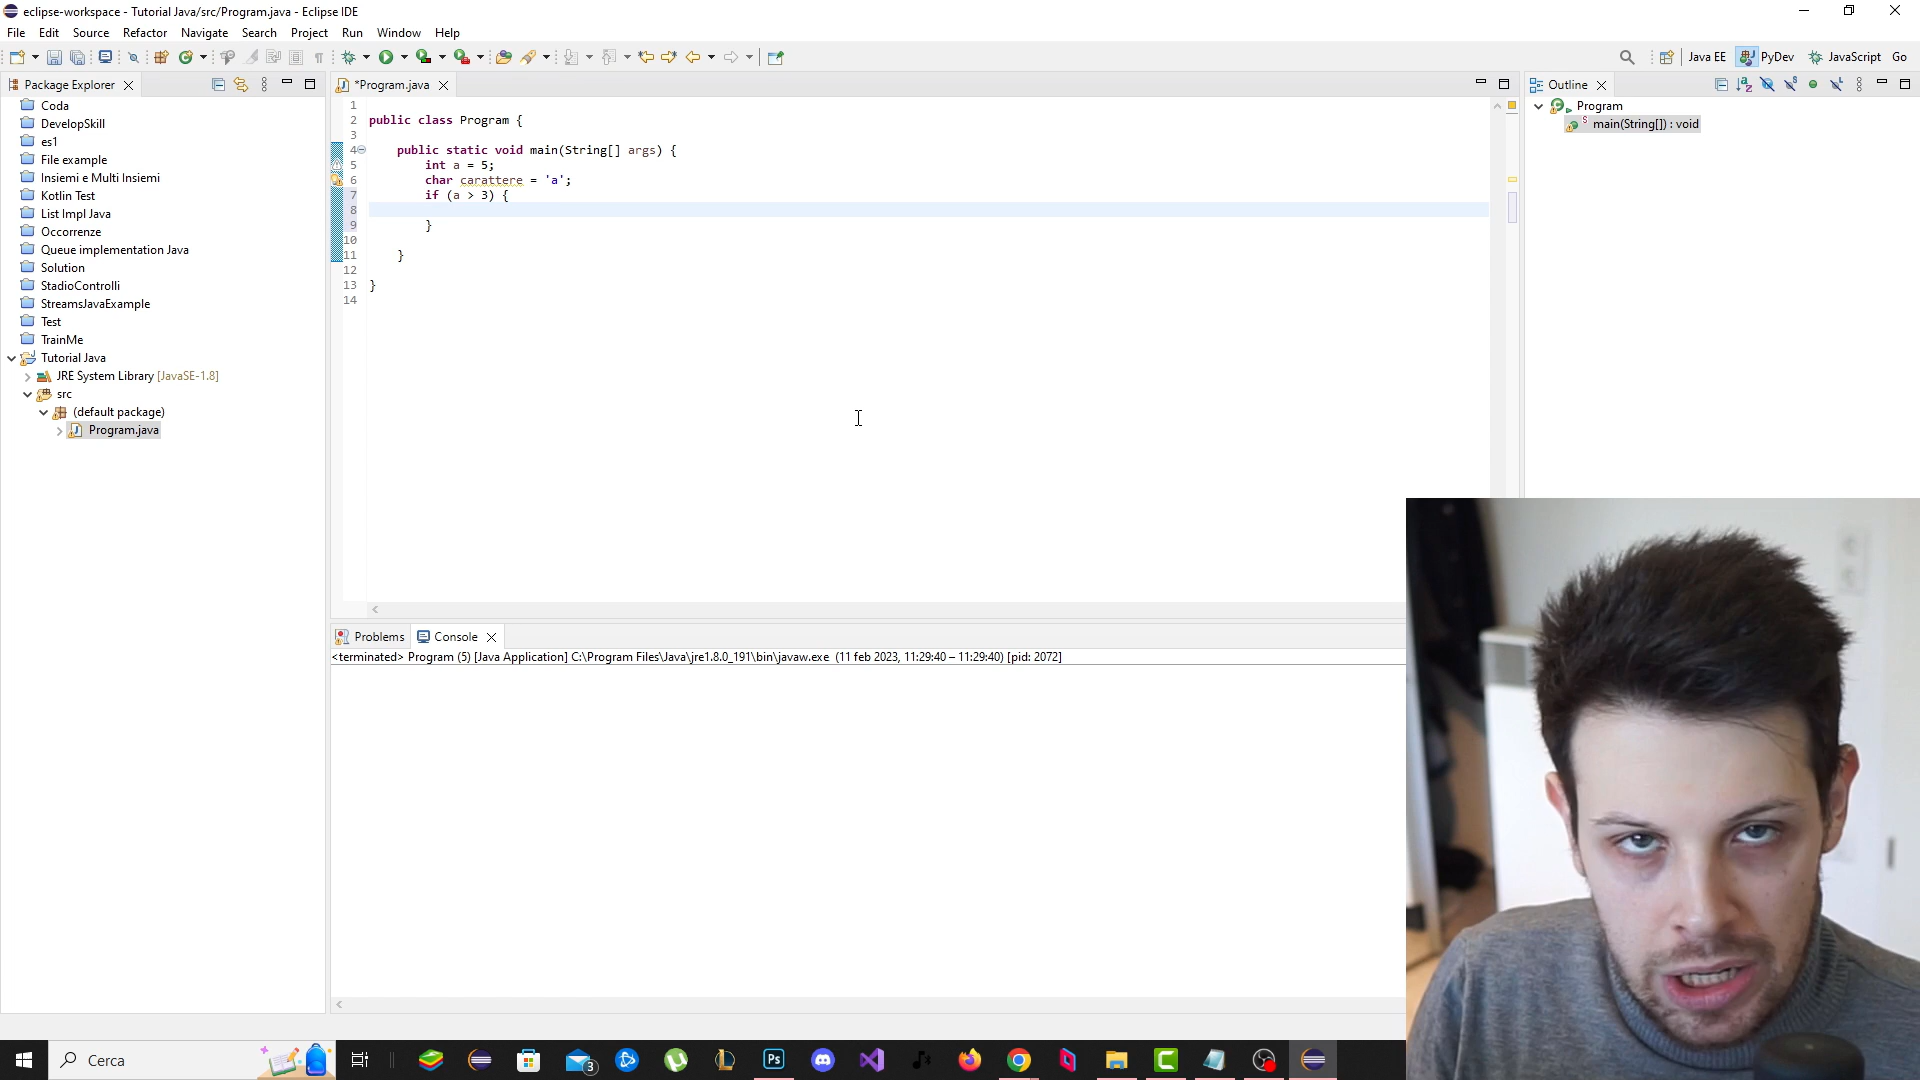 eclipse-workspace - Tutorial Java/src/Program.java - Eclipse IDE
File Edit Source Refactor Navigate Search Project Run Window Help
Java EE PyDev JavaScript Go
Package Explorer
*Program.java
Outline
Coda
DevelopSkill
es1
File example
Insiemi e Multi Insiemi
Kotlin Test
List Impl Java
Occorrenze
Queue implementation Java
Solution
StadioControlli
StreamsJavaExample
Test
TrainMe
Tutorial Java
JRE System Library [JavaSE-1.8]
src
(default package)
Program.java
1
2 public class Program {
3
4 public static void main(String[] args) {
5 int a = 5;
6 char carattere = 'a';
7 if (a > 3) {
8
9 }
10
11 }
12
13 }
14
Program
main(String[]) : void
Problems Console
<terminated> Program (5) [Java Application] C:\Program Files\Java\jre1.8.0_191\bin\javaw.exe (11 feb 2023, 11:29:40 – 11:29:40) [pid: 2072]
Cerca
3
Ps